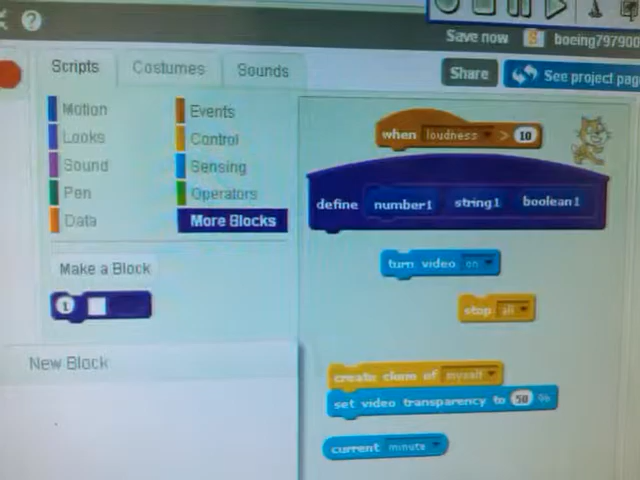 ?
Save now
boeing797900
Scripts
Costumes
Sounds
Share
See project pag
Motion
Events
Looks
Control
Sound
Sensing
Pen
Operators
Data
More Blocks
when loudness > 10
define number1 string1 boolean1
Make a Block
1
turn video on
stop all
New Block
create clone of myself
set video transparency to 50 %
current minute